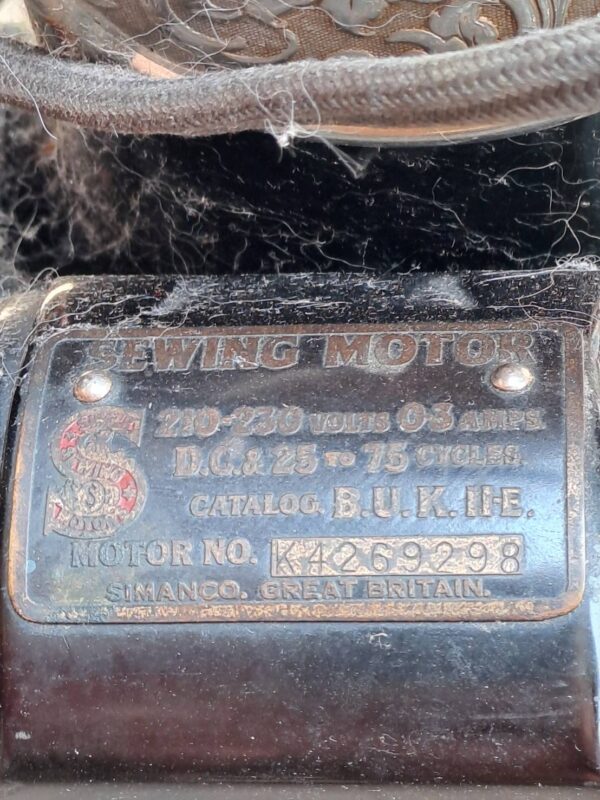 SEWING MOTOR
210-230 VOLTS 0.3 AMPS.
D.C. & 25 TO 75 CYCLES.
CATALOG. B.U.K. II-E.
MOTOR NO. K4269298
SIMANCO. GREAT BRITAIN.